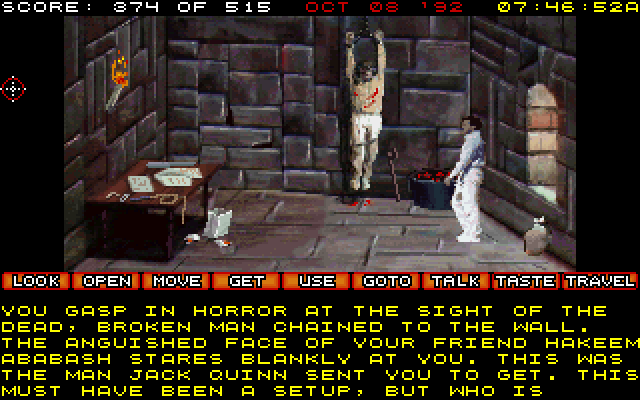 SCORE: 374 OF 515 OCT 08 '92 07:46:52A
LOOK OPEN MOVE GET USE GOTO TALK TASTE TRAVEL
YOU GASP IN HORROR AT THE SIGHT OF THE
DEAD, BROKEN MAN CHAINED TO THE WALL.
THE ANGUISHED FACE OF YOUR FRIEND HAKEEM
ABABASH STARES BLANKLY AT YOU. THIS WAS
THE MAN JACK QUINN SENT YOU TO GET. THIS
MUST HAVE BEEN A SETUP, BUT WHO IS